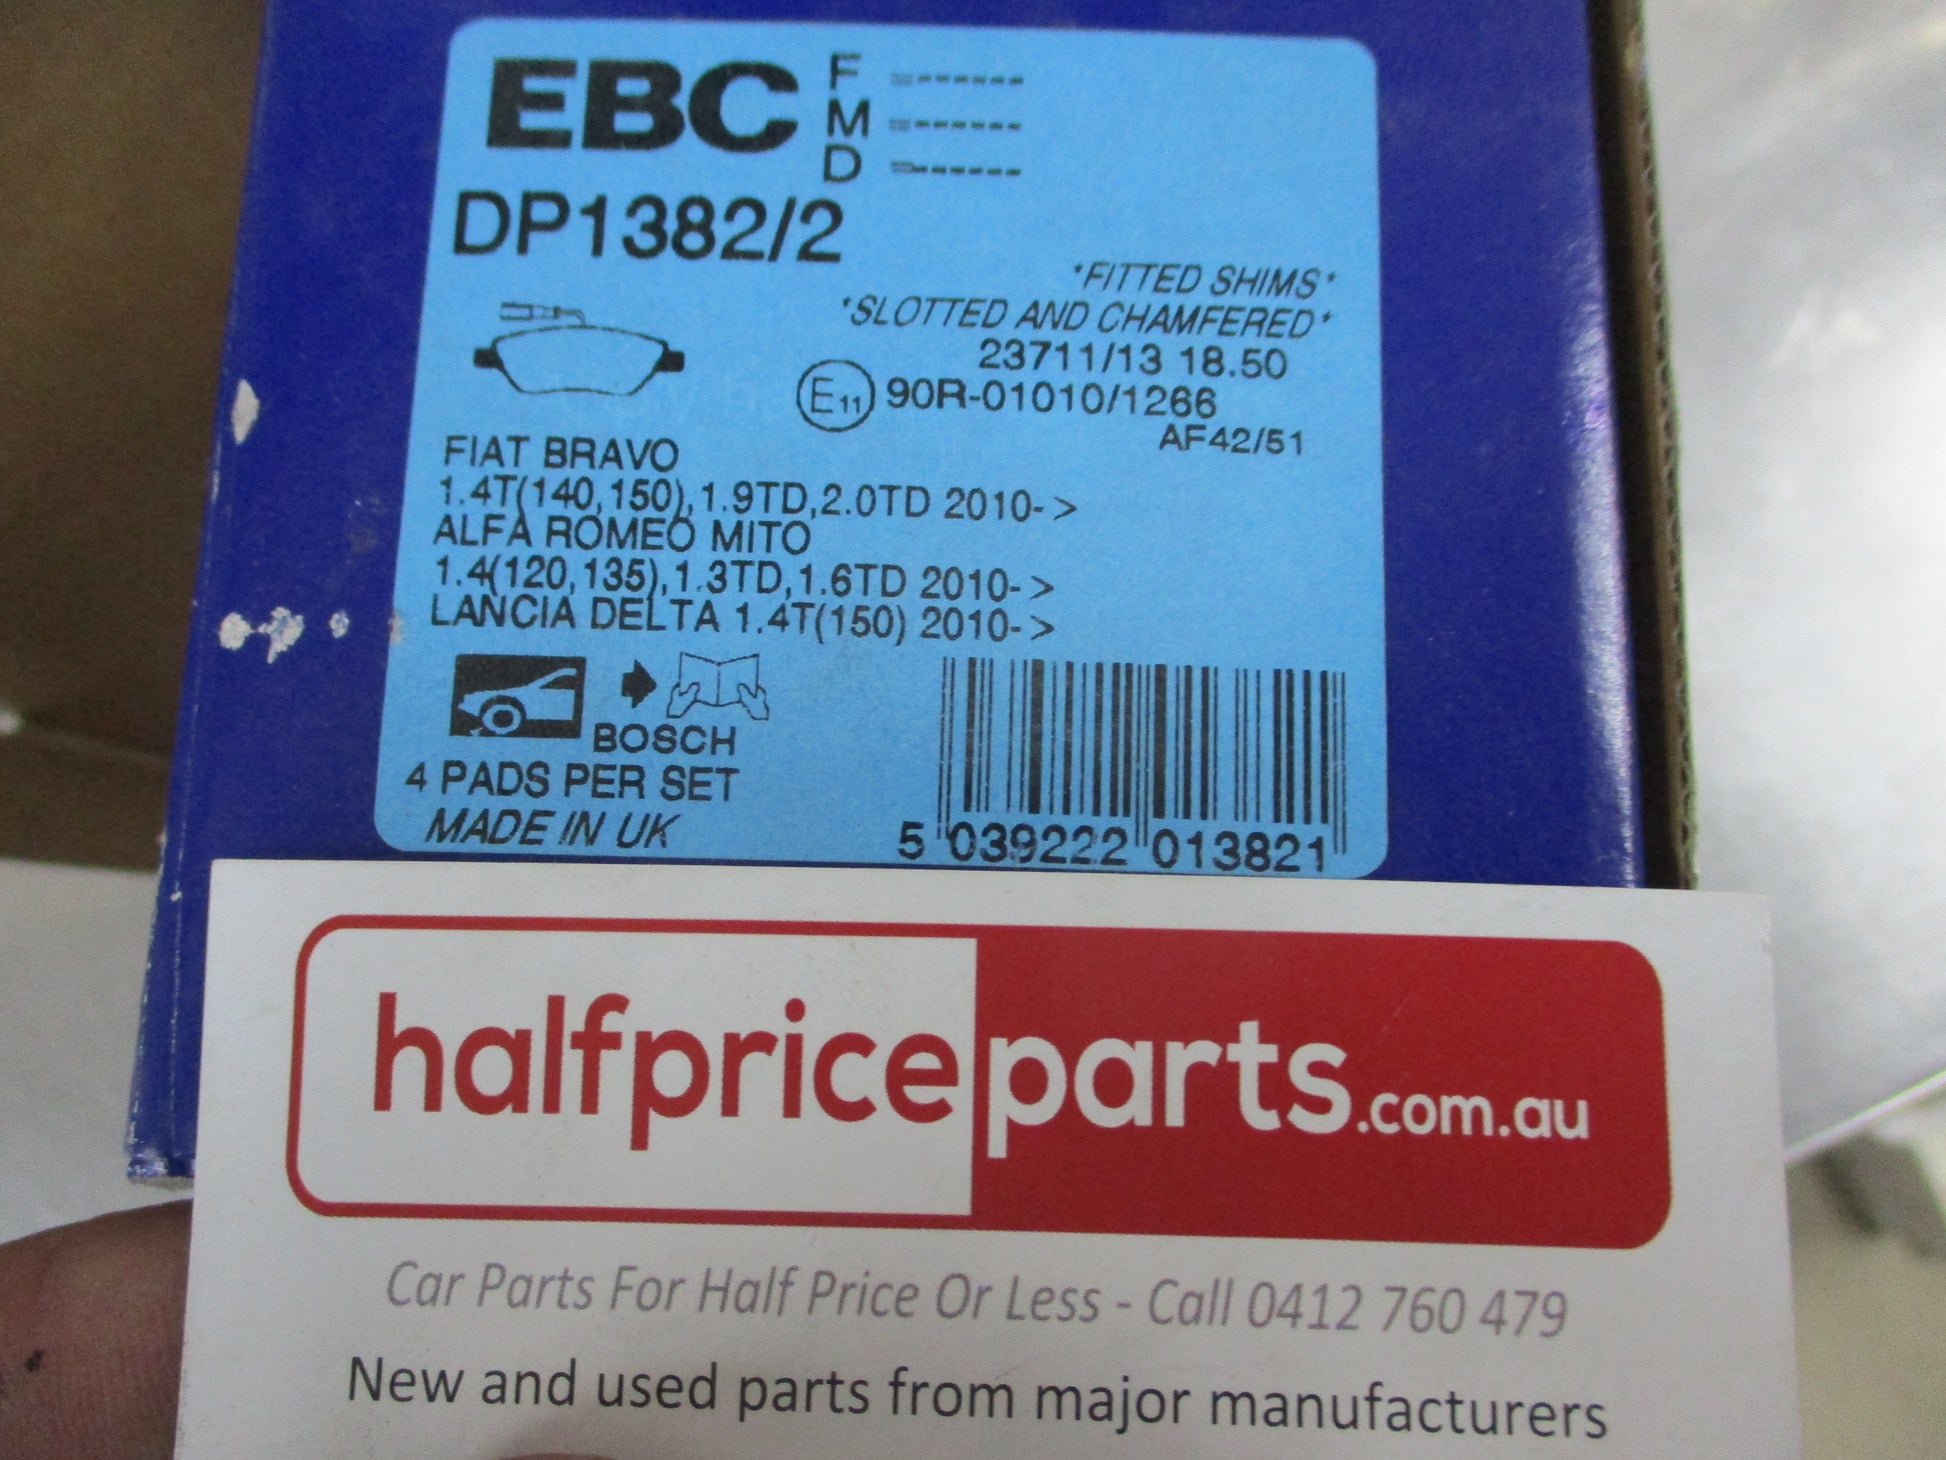 EBC
F
M
D
DP1382/2
*FITTED SHIMS*
*SLOTTED AND CHAMFERED*
23711/13 18.50
E11 90R-01010/1266
AF42/51
FIAT BRAVO
1.4T(140,150),1.9TD,2.0TD 2010->
ALFA ROMEO MITO
1.4(120,135),1.3TD,1.6TD 2010->
LANCIA DELTA 1.4T(150) 2010->
BOSCH
4 PADS PER SET
MADE IN UK
5 039222 013821
halfpriceparts.com.au
Car Parts For Half Price Or Less - Call 0412 760 479
New and used parts from major manufacturers